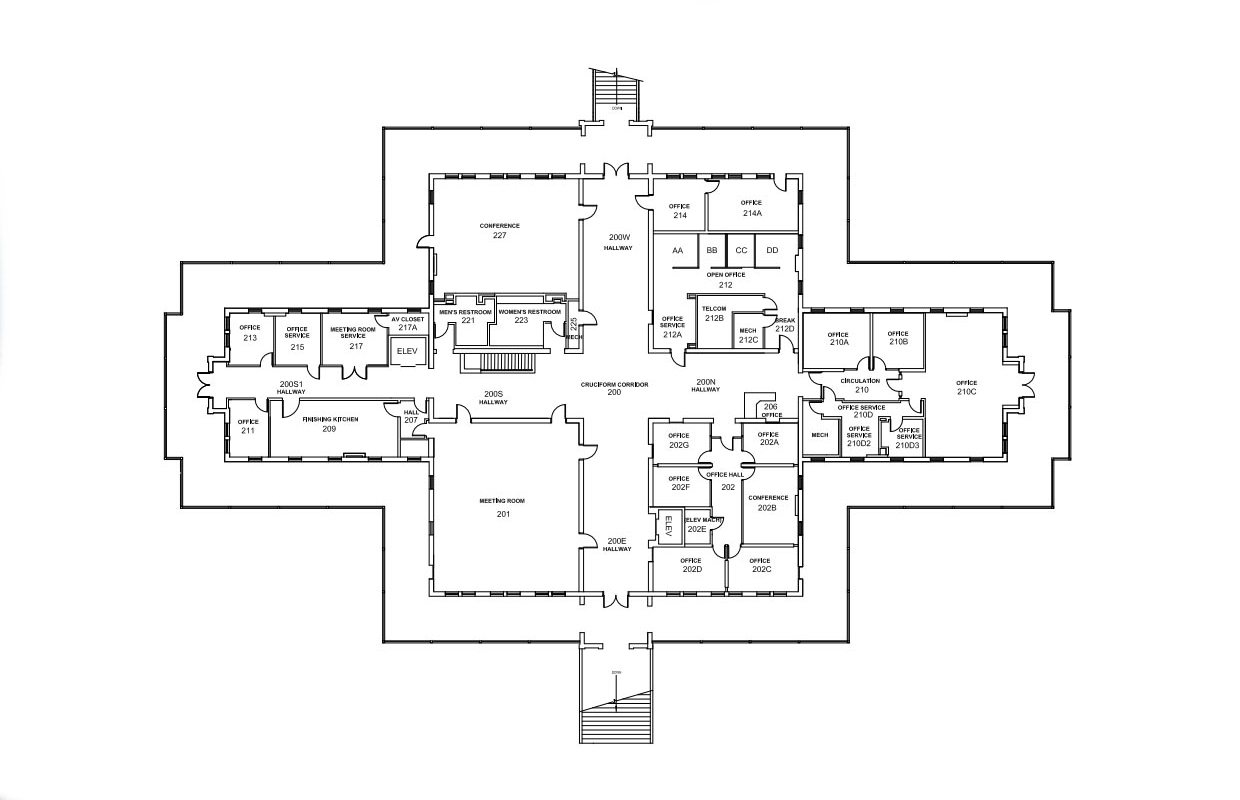 DOWN
OFFICE
214
OFFICE
214A
CONFERENCE
227
200W
HALLWAY
AA
BB
CC
DD
OPEN OFFICE
212
MEN'S RESTROOM
221
WOMEN'S RESTROOM
223
225
MECH
TELCOM
212B
OFFICE
SERVICE
212A
MECH
212C
BREAK
212D
OFFICE
213
OFFICE
SERVICE
215
MEETING ROOM
SERVICE
217
AV CLOSET
217A
ELEV
OFFICE
210A
OFFICE
210B
200S1
HALLWAY
200S
HALLWAY
CRUCIFORM CORRIDOR
200
200N
HALLWAY
CIRCULATION
210
OFFICE
210C
OFFICE
211
FINISHING KITCHEN
209
HALL
207
206
OFFICE
OFFICE SERVICE
210D
MECH
OFFICE
SERVICE
210D2
OFFICE
SERVICE
210D3
OFFICE
202G
OFFICE
202A
OFFICE HALL
202
OFFICE
202F
CONFERENCE
202B
MEETING ROOM
201
ELEV
ELEV MACH
202E
200E
HALLWAY
OFFICE
202D
OFFICE
202C
DOWN